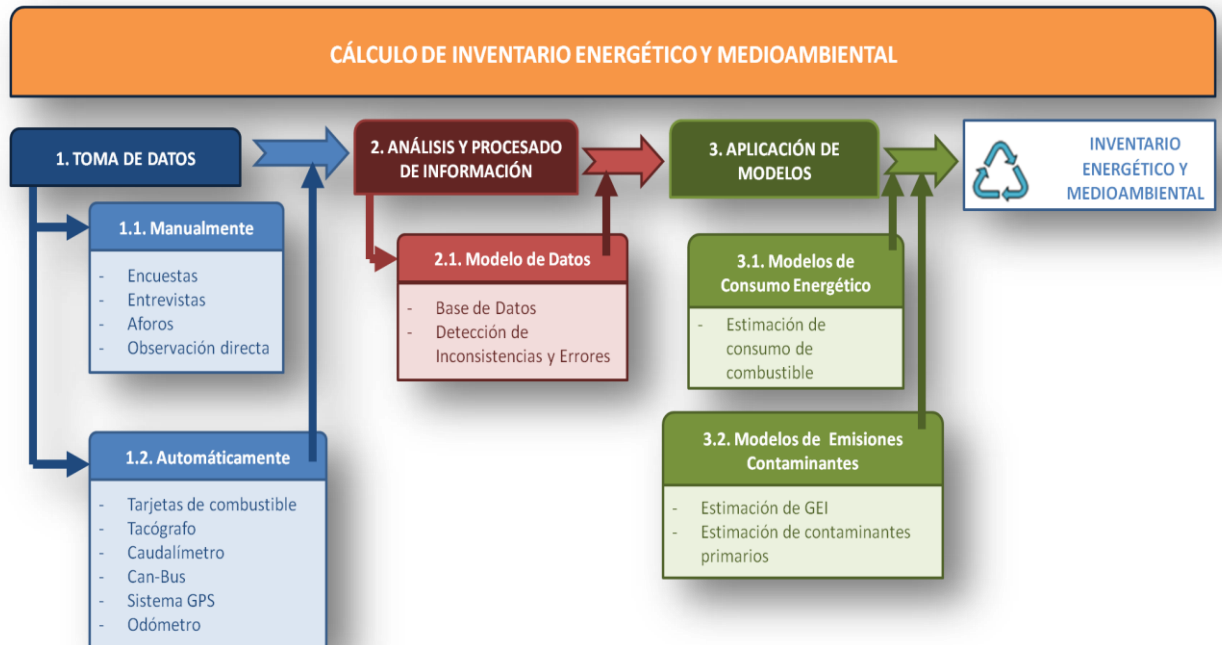 CÁLCULO DE INVENTARIO ENERGÉTICO Y MEDIOAMBIENTAL
1. TOMA DE DATOS
1.1. Manualmente
- Encuestas
- Entrevistas
- Aforos
- Observación directa
1.2. Automáticamente
- Tarjetas de combustible
- Tacógrafo
- Caudalímetro
- Can-Bus
- Sistema GPS
- Odómetro
2. ANÁLISIS Y PROCESADO
DE INFORMACIÓN
2.1. Modelo de Datos
- Base de Datos
- Detección de
Inconsistencias y Errores
3. APLICACIÓN DE
MODELOS
3.1. Modelos de
Consumo Energético
- Estimación de
consumo de
combustible
3.2. Modelos de Emisiones
Contaminantes
- Estimación de GEI
- Estimación de contaminantes
primarios
INVENTARIO
ENERGÉTICO Y
MEDIOAMBIENTAL